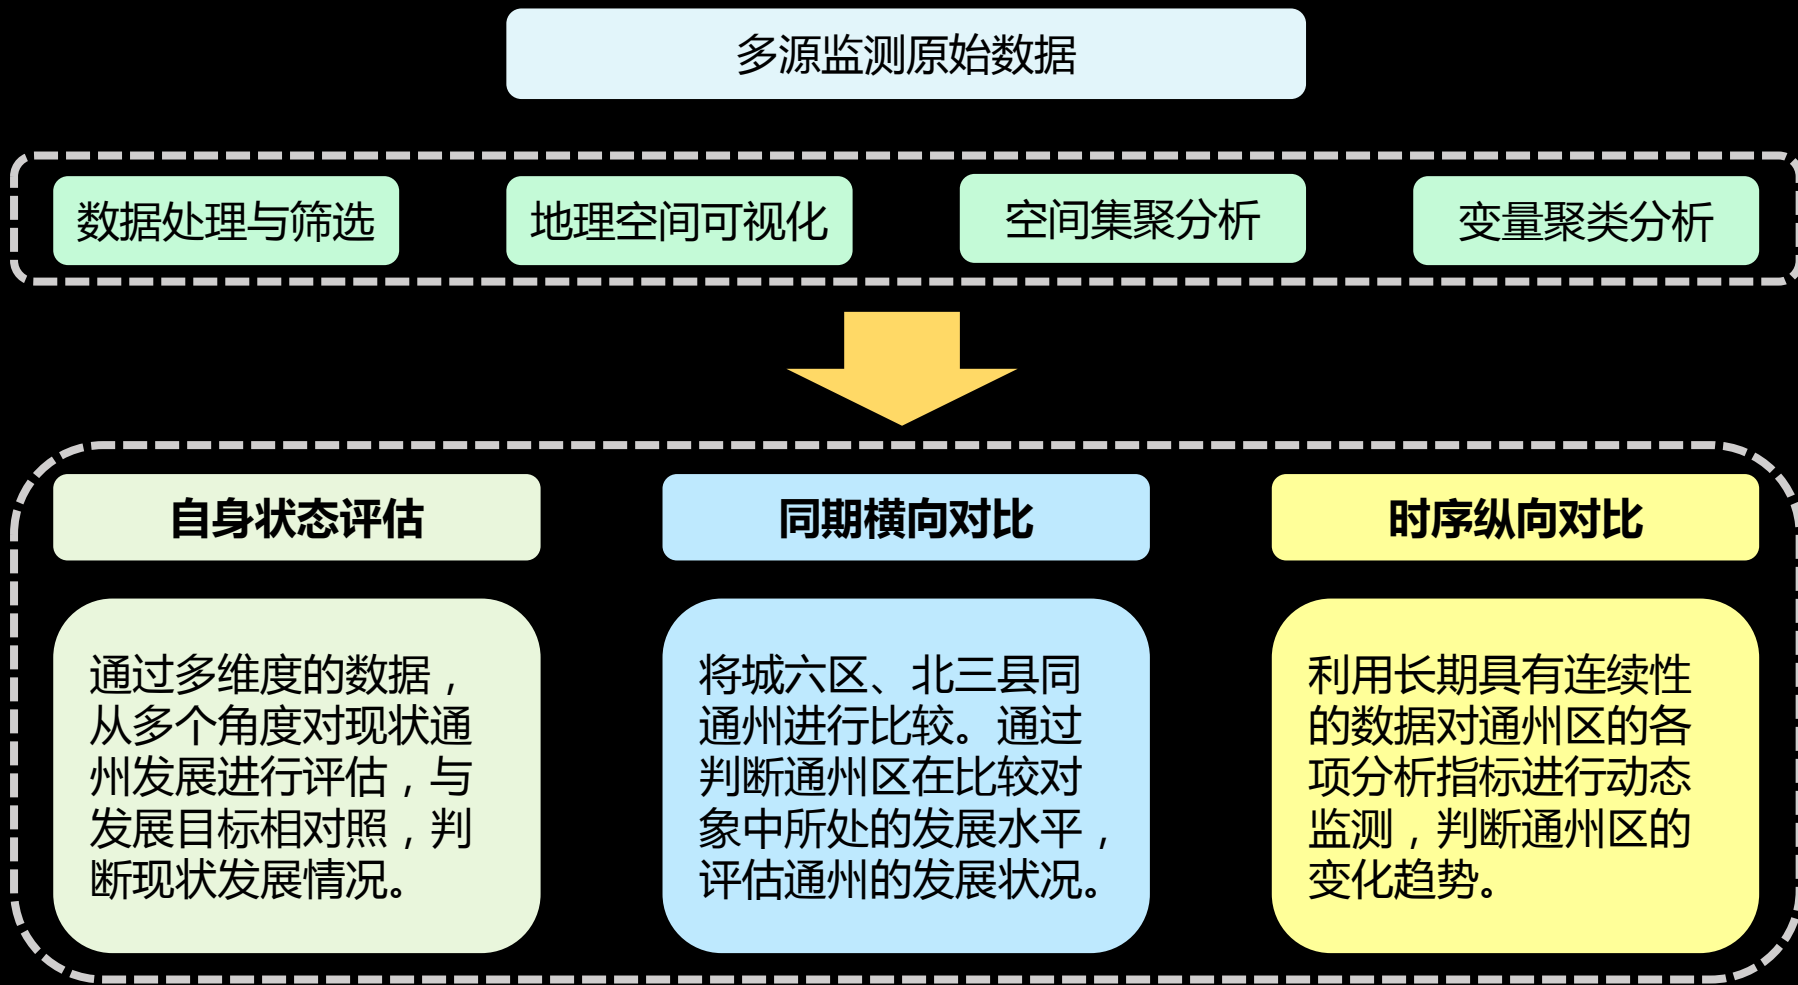 多源监测原始数据
数据处理与筛选
地理空间可视化
空间集聚分析
变量聚类分析
自身状态评估
同期横向对比
时序纵向对比
通过多维度的数据，
从多个角度对现状通
州发展进行评估，与
发展目标相对照，判
断现状发展情况。
将城六区、北三县同
通州进行比较。通过
判断通州区在比较对
象中所处的发展水平，
评估通州的发展状况。
利用长期具有连续性
的数据对通州区的各
项分析指标进行动态
监测，判断通州区的
变化趋势。